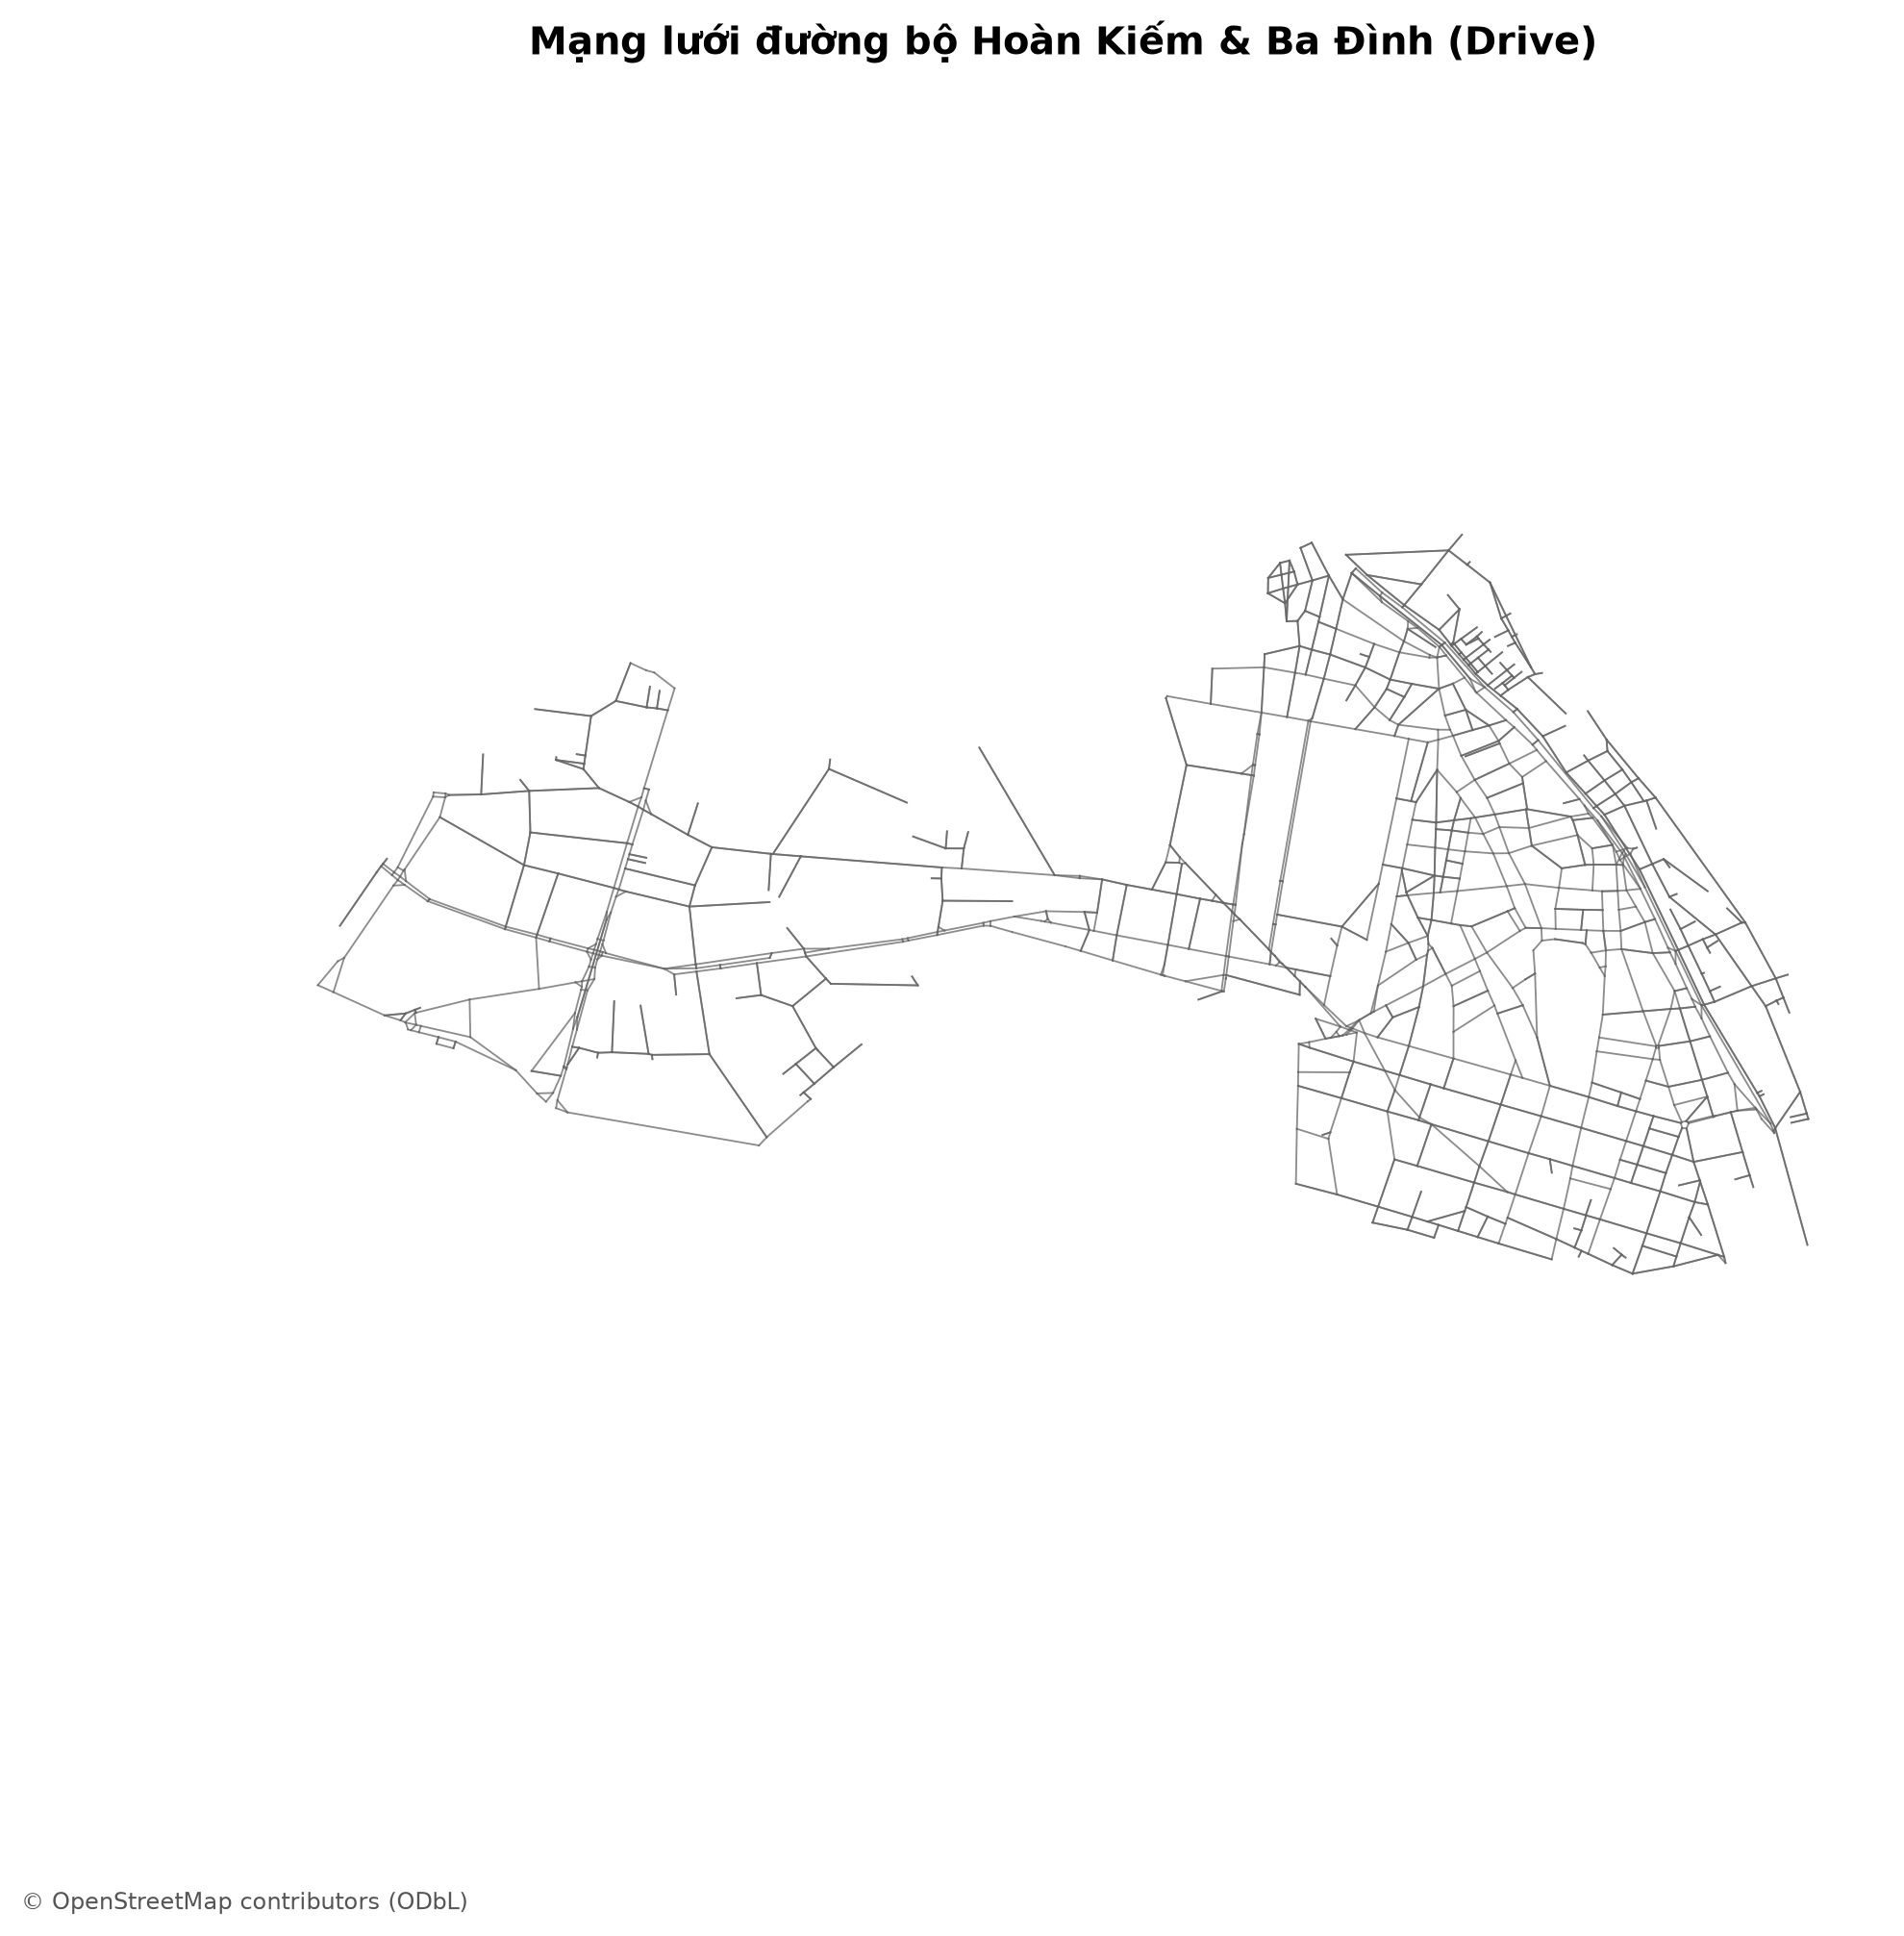 Mạng lưới đường bộ Hoàn Kiếm & Ba Đình (Drive)
© OpenStreetMap contributors (ODbL)